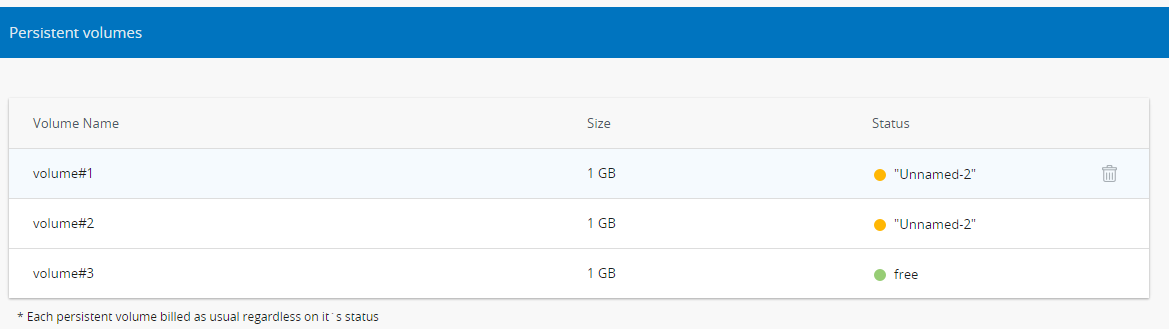 Persistent volumes
Volume Name Size Status
volume#1 1 GB "Unnamed-2"
volume#2 1 GB "Unnamed-2"
volume#3 1 GB free
* Each persistent volume billed as usual regardless on it´s status